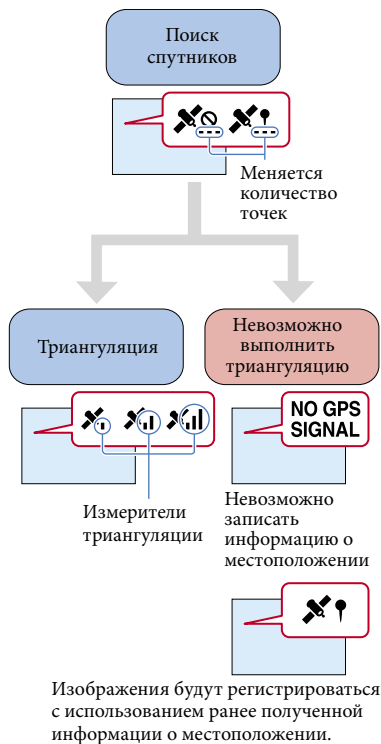 Поиск
спутников
Меняется
количество
точек
Триангуляция
Невозможно
выполнить
триангуляцию
NO GPS
SIGNAL
Измерители
триангуляции
Невозможно
записать
информацию о
местоположении
Изображения будут регистрироваться
с использованием ранее полученной
информации о местоположении.